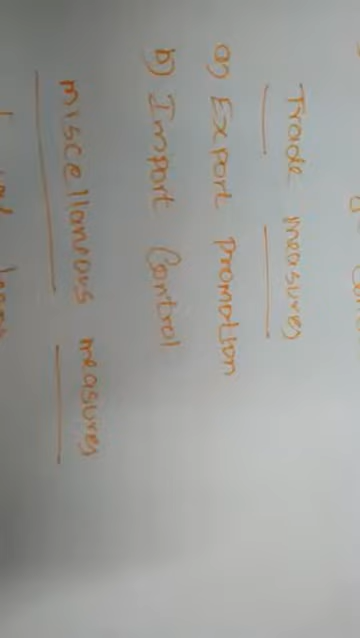 Trade measures
a) Export promotion
b) Import Control
miscellanous measures